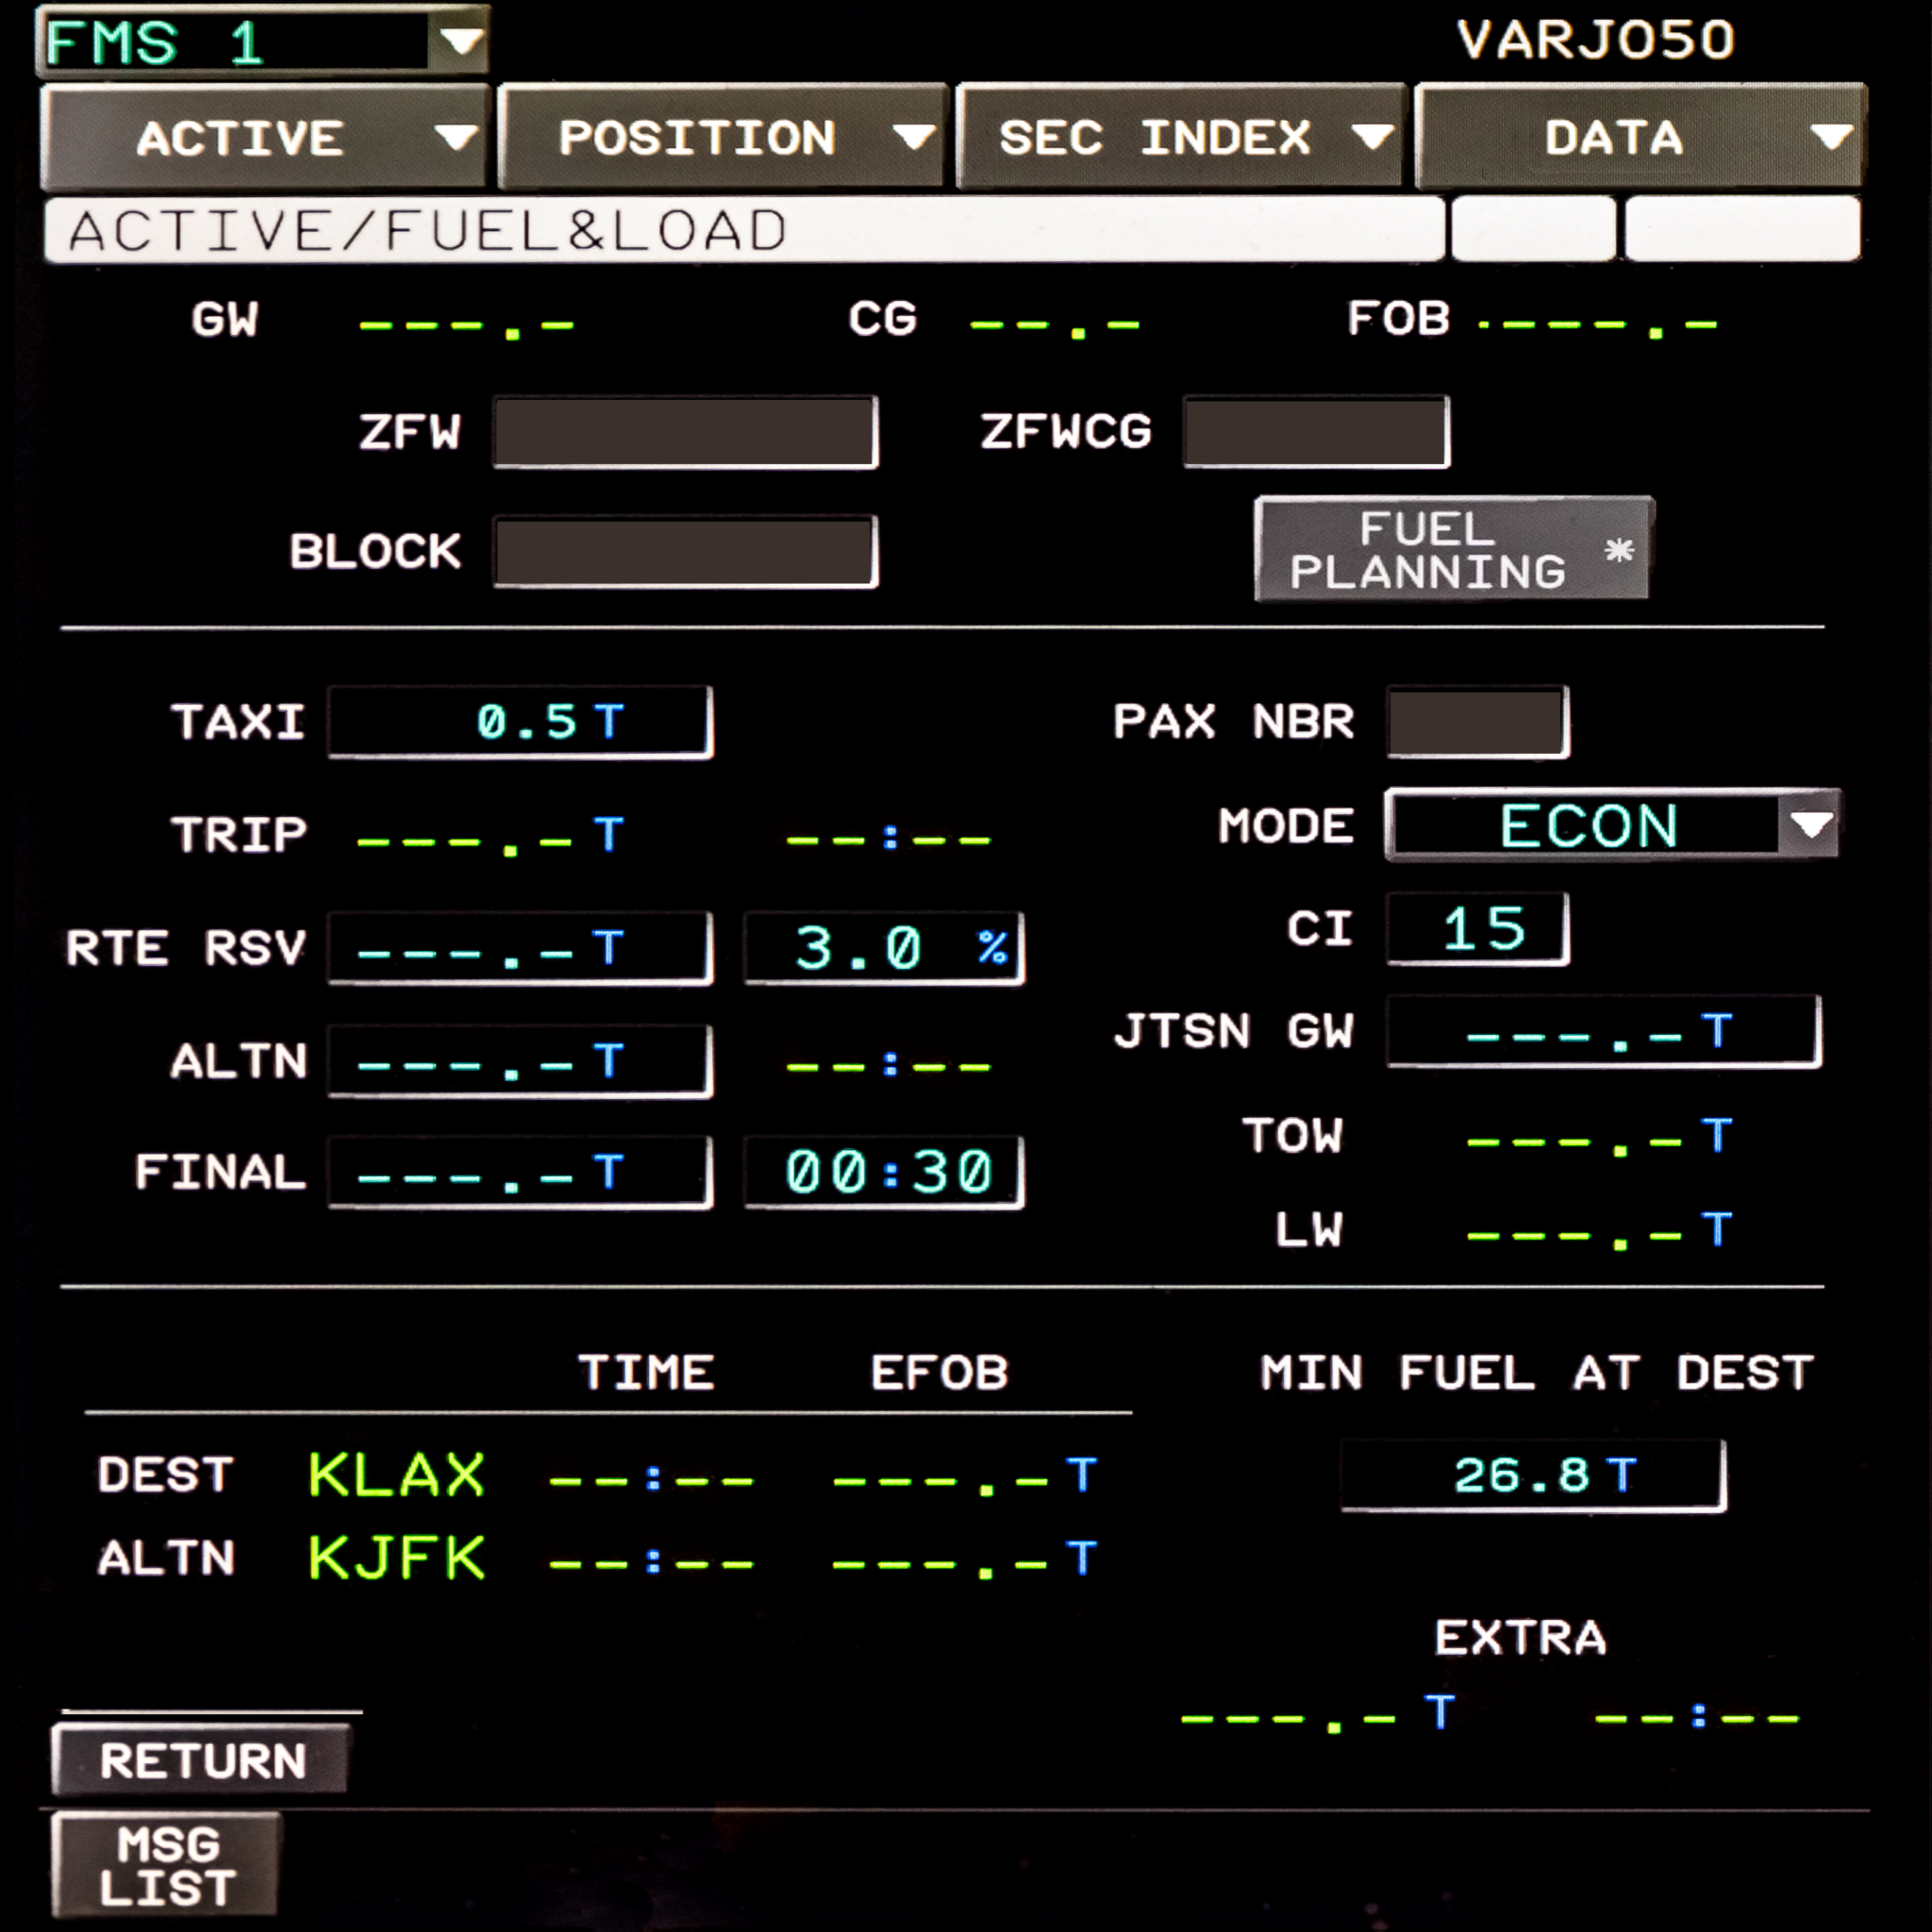 FMS 1 VARJO50
ACTIVE POSITION SEC INDEX DATA
ACTIVE/FUEL&LOAD
GW ---.- CG --.- FOB ----.-
ZFW ZFWCG
BLOCK FUEL PLANNING *
TAXI 0.5 T PAX NBR
TRIP ---.- T --:-- MODE ECON
RTE RSV ---.- T 3.0 % CI 15
ALTN ---.- T --:-- JTSN GW ---.- T
TOW ---.- T
FINAL ---.- T 00:30
LW ---.- T
TIME EFOB MIN FUEL AT DEST
DEST KLAX --:-- ---.- T 26.8 T
ALTN KJFK --:-- ---.- T
EXTRA
---.- T --:--
RETURN
MSG
LIST